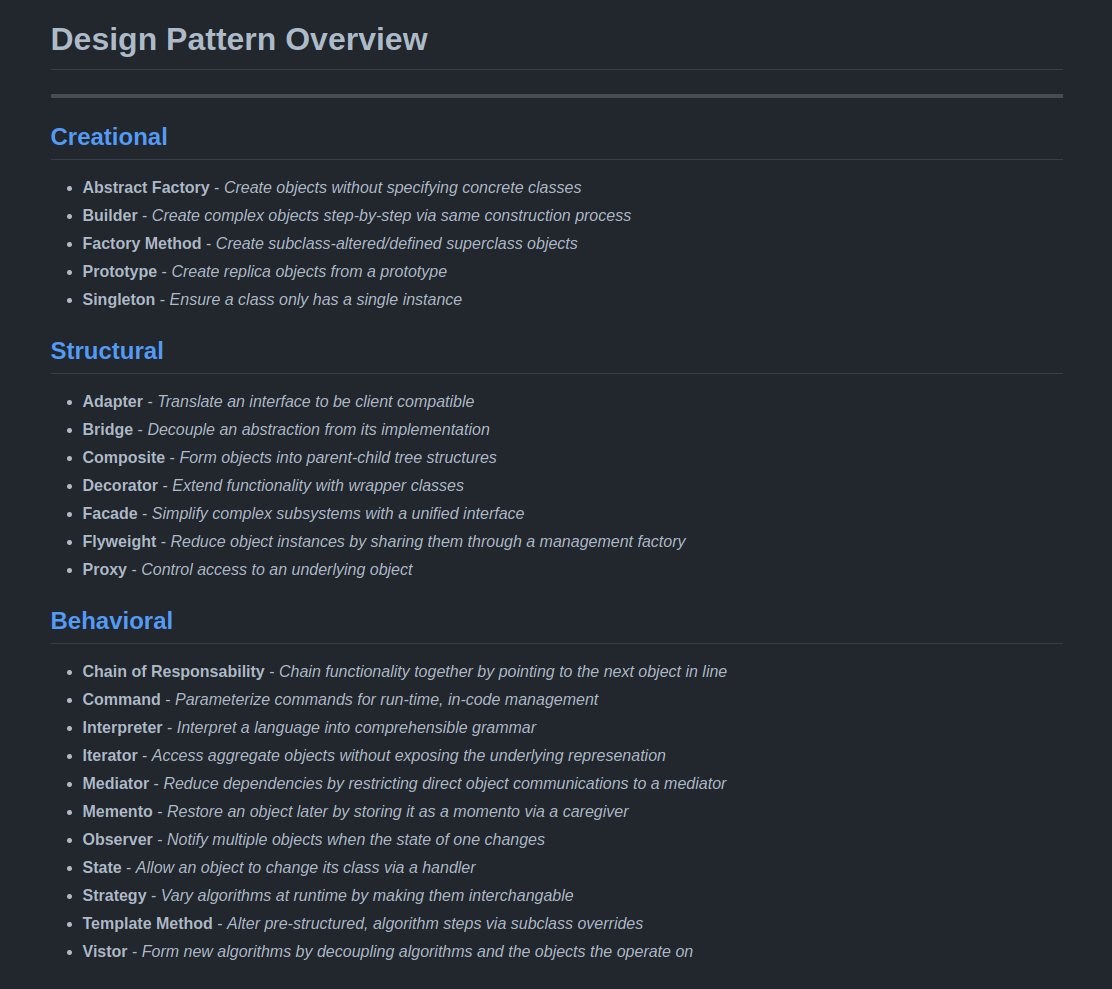 Design Pattern Overview
Creational
Abstract Factory - Create objects without specifying concrete classes
Builder - Create complex objects step-by-step via same construction process
Factory Method - Create subclass-altered/defined superclass objects
Prototype - Create replica objects from a prototype
Singleton - Ensure a class only has a single instance
Structural
Adapter - Translate an interface to be client compatible
Bridge - Decouple an abstraction from its implementation
Composite - Form objects into parent-child tree structures
Decorator - Extend functionality with wrapper classes
Facade - Simplify complex subsystems with a unified interface
Flyweight - Reduce object instances by sharing them through a management factory
Proxy - Control access to an underlying object
Behavioral
Chain of Responsability - Chain functionality together by pointing to the next object in line
Command - Parameterize commands for run-time, in-code management
Interpreter - Interpret a language into comprehensible grammar
Iterator - Access aggregate objects without exposing the underlying represenation
Mediator - Reduce dependencies by restricting direct object communications to a mediator
Memento - Restore an object later by storing it as a momento via a caregiver
Observer - Notify multiple objects when the state of one changes
State - Allow an object to change its class via a handler
Strategy - Vary algorithms at runtime by making them interchangable
Template Method - Alter pre-structured, algorithm steps via subclass overrides
Vistor - Form new algorithms by decoupling algorithms and the objects the operate on